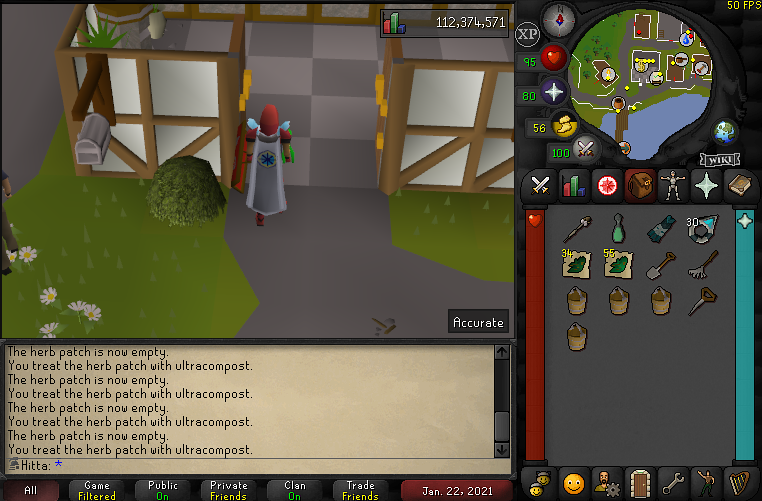 50 FPS
112,374,571
XP
95
80
56
100
WIKI
30
34
55
Accurate
The herb patch is now empty.
You treat the herb patch with ultracompost.
The herb patch is now empty.
You treat the herb patch with ultracompost.
The herb patch is now empty.
You treat the herb patch with ultracompost.
The herb patch is now empty.
You treat the herb patch with ultracompost.
Hitta: *
All
Game
Filtered
Public
On
Private
Friends
Clan
On
Trade
Friends
Jan. 22, 2021